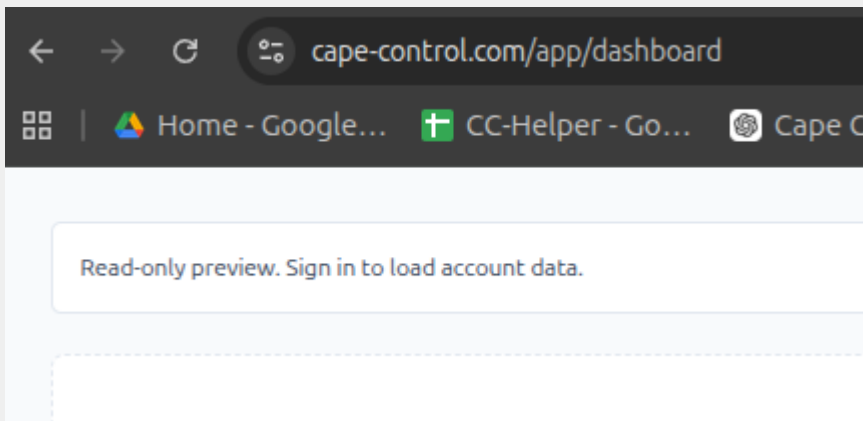 cape-control.com/app/dashboard
Home - Google... CC-Helper - Go... Cape C
Read-only preview. Sign in to load account data.